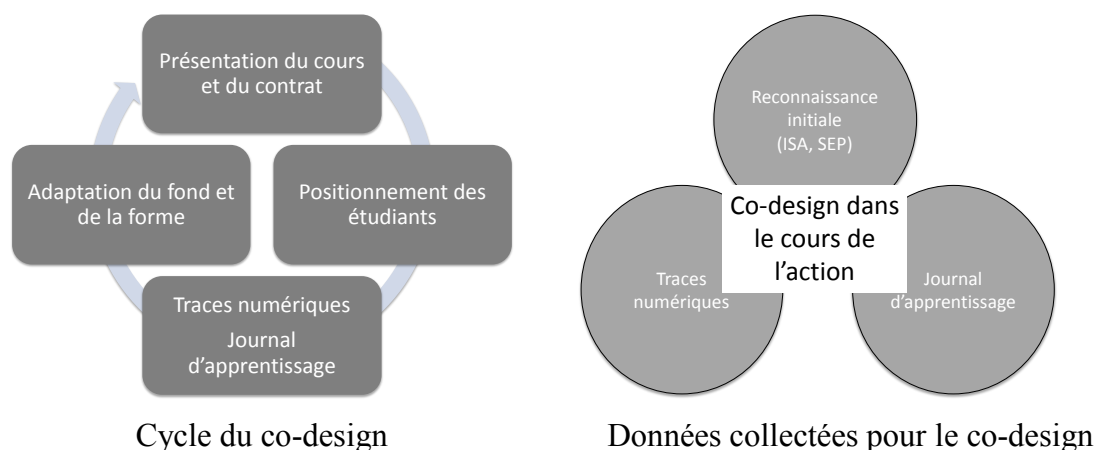 Présentation du cours
et du contrat
Adaptation du fond et
de la forme
Positionnement des
étudiants
Traces numériques
Journal
d’apprentissage
Cycle du co-design
Reconnaissance
initiale
(ISA, SEP)
Co-design dans
le cours de
l’action
Traces
numériques
Journal
d’apprentissage
Données collectées pour le co-design